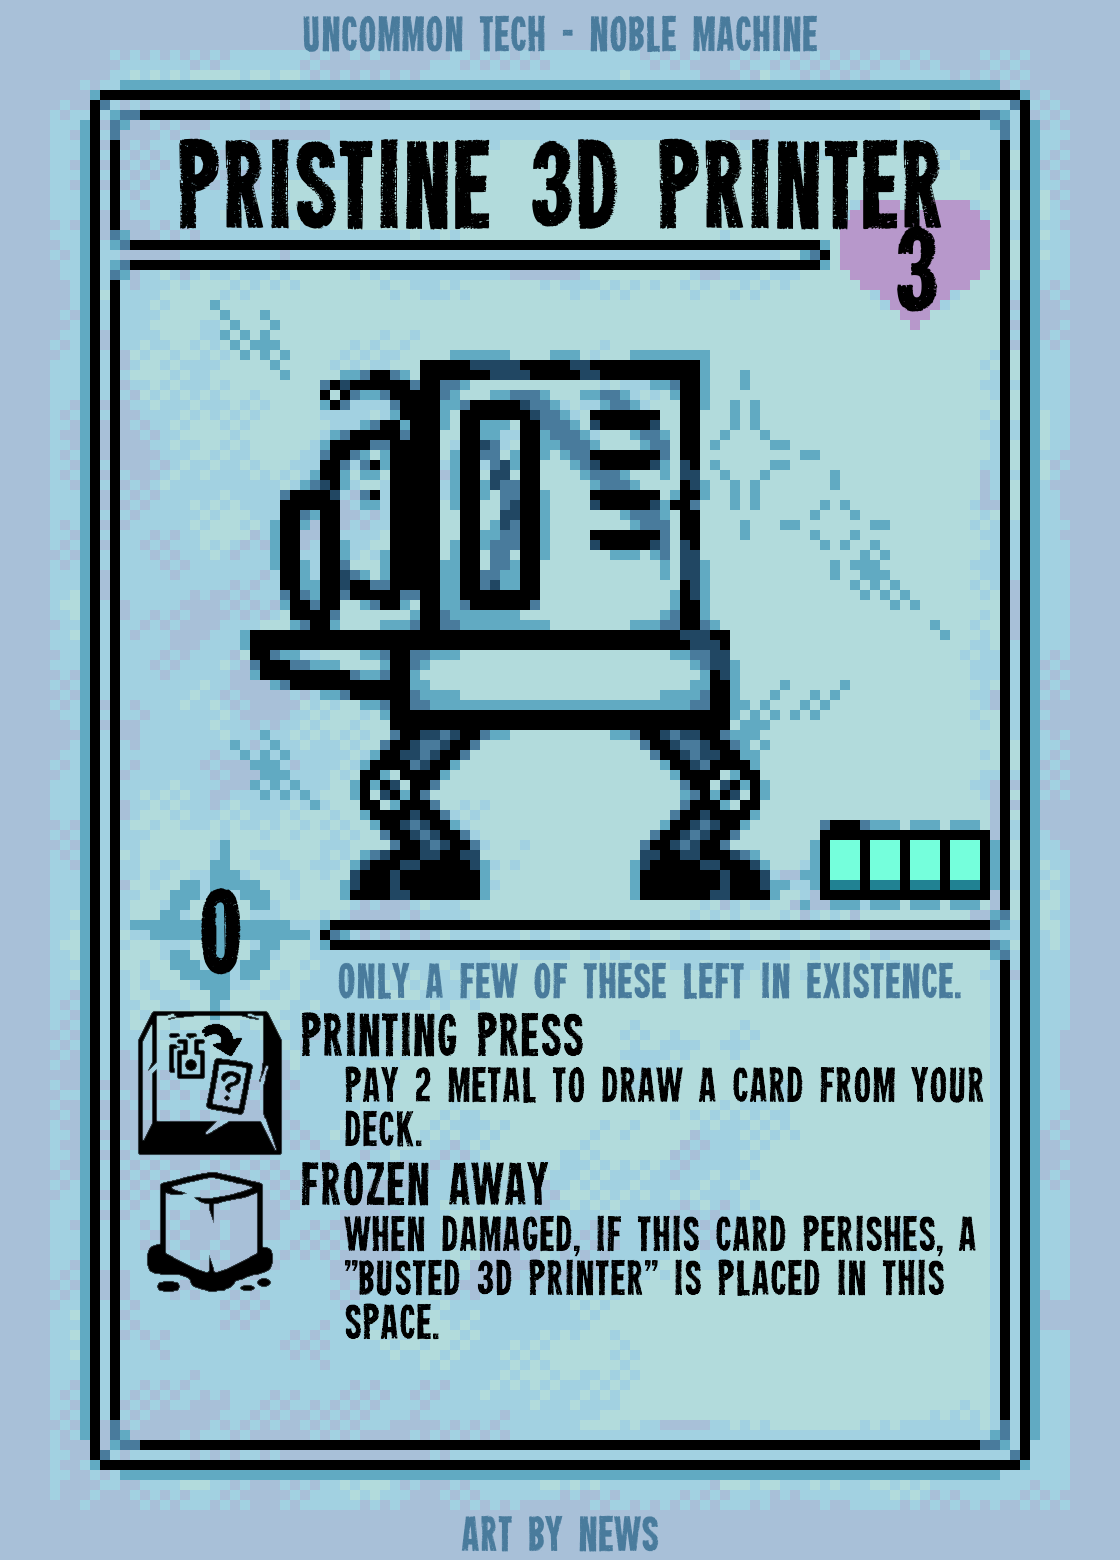 UNCOMMON TECH - NOBLE MACHINE
PRISTINE 3D PRINTER
3
0
ONLY A FEW OF THESE LEFT IN EXISTENCE.
PRINTING PRESS
?
PAY 2 METAL TO DRAW A CARD FROM YOUR
DECK.
FROZEN AWAY
WHEN DAMAGED, IF THIS CARD PERISHES, A
"BUSTED 3D PRINTER" IS PLACED IN THIS
SPACE.
ART BY NEWS